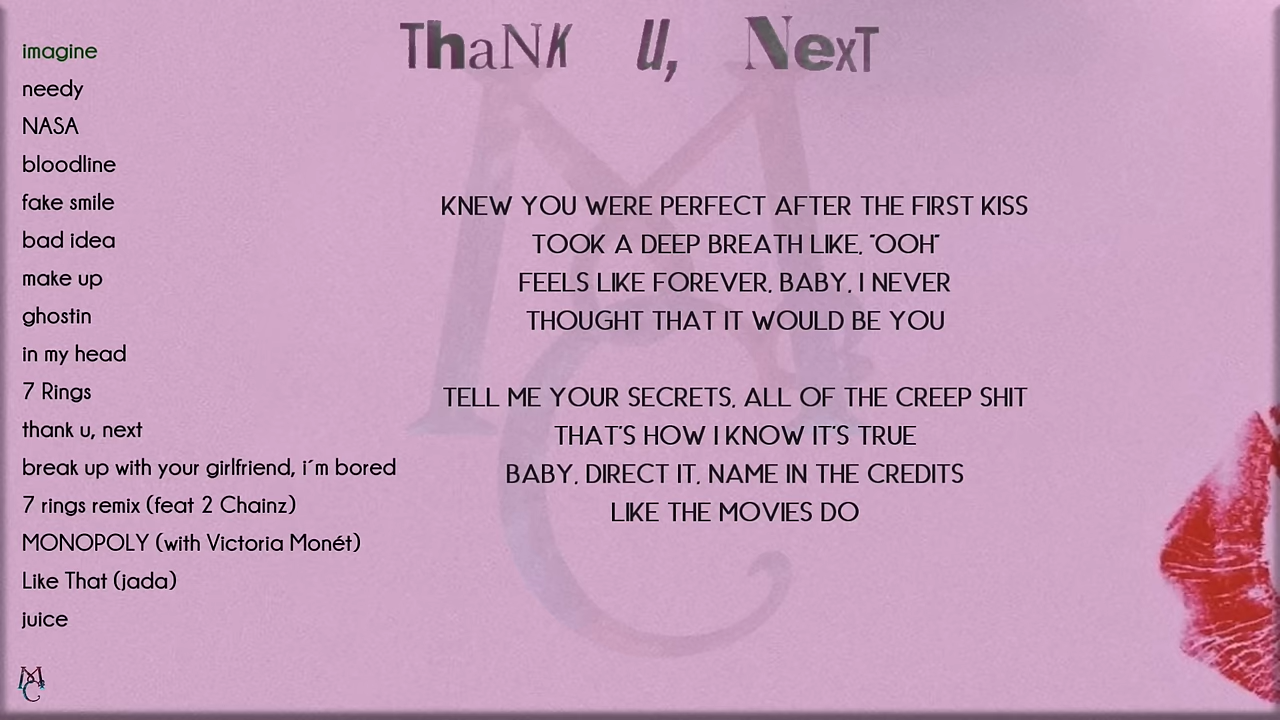 Thank U, Next
imagine
needy
NASA
bloodline
fake smile
bad idea
make up
ghostin
in my head
7 Rings
thank u, next
break up with your girlfriend, i´m bored
7 rings remix (feat 2 Chainz)
MONOPOLY (with Victoria Monét)
Like That (jada)
juice
KNEW YOU WERE PERFECT AFTER THE FIRST KISS
TOOK A DEEP BREATH LIKE, "OOH"
FEELS LIKE FOREVER, BABY, I NEVER
THOUGHT THAT IT WOULD BE YOU
TELL ME YOUR SECRETS, ALL OF THE CREEP SHIT
THAT'S HOW I KNOW IT'S TRUE
BABY, DIRECT IT, NAME IN THE CREDITS
LIKE THE MOVIES DO
MC